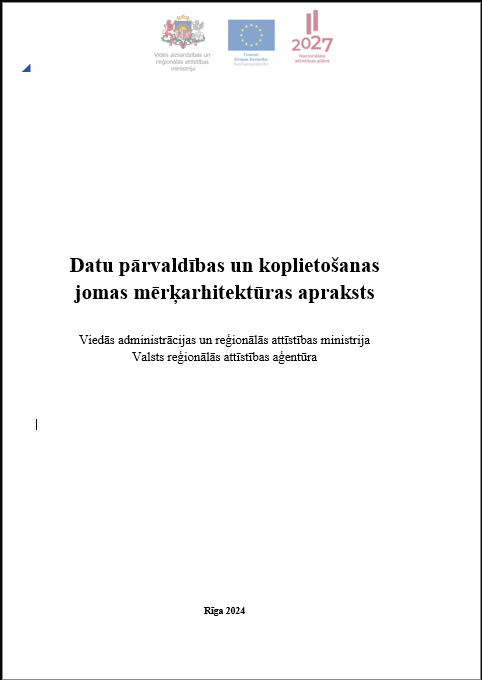 Vides aizsardzības un
reģionālās attīstības
ministrija
Finansē
Eiropas Savienība
NextGenerationEU
2027
Nacionālais
attīstības plāns
Datu pārvaldības un koplietošanas
jomas mērķarhitektūras apraksts
Viedās administrācijas un reģionālās attīstības ministrija
Valsts reģionālās attīstības aģentūra
Rīga 2024